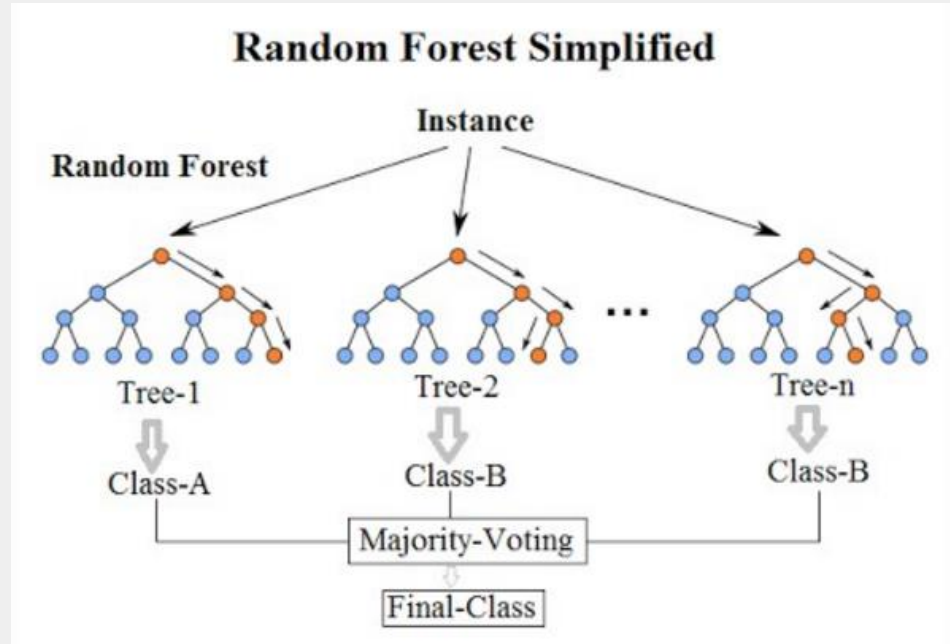 Random Forest Simplified
Instance
Random Forest
...
Tree-1
Tree-2
Tree-n
Class-A
Class-B
Class-B
Majority-Voting
Final-Class